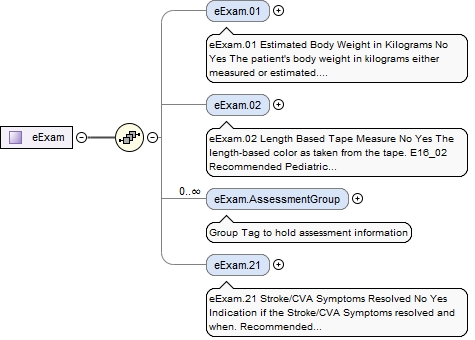 eExam.01
eExam.01 Estimated Body Weight in Kilograms No
Yes The patient's body weight in kilograms either
measured or estimated....
eExam.02
eExam.02 Length Based Tape Measure No Yes The
length-based color as taken from the tape. E16_02
Recommended Pediatric...
eExam
0..∞
eExam.AssessmentGroup
Group Tag to hold assessment information
eExam.21
eExam.21 Stroke/CVA Symptoms Resolved No Yes
Indication if the Stroke/CVA Symptoms resolved and
when. Recommended...